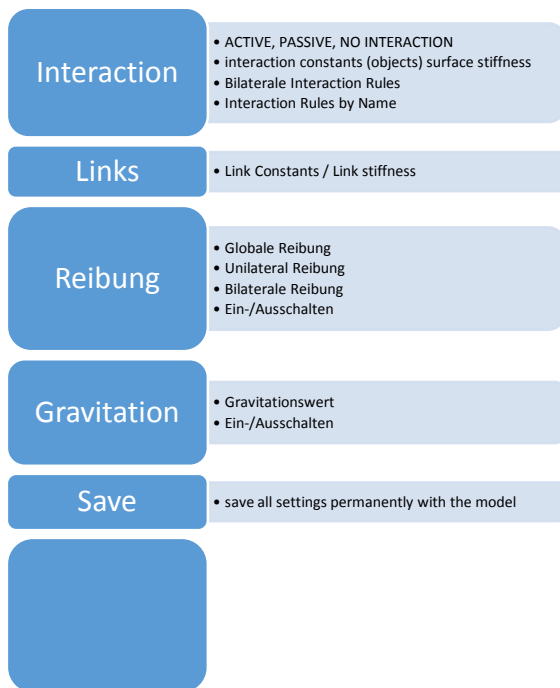 Interaction
• ACTIVE, PASSIVE, NO INTERACTION
• interaction constants (objects) surface stiffness
• Bilaterale Interaction Rules
• Interaction Rules by Name
Links
• Link Constants / Link stiffness
Reibung
• Globale Reibung
• Unilateral Reibung
• Bilaterale Reibung
• Ein-/Ausschalten
Gravitation
• Gravitationswert
• Ein-/Ausschalten
Save
• save all settings permanently with the model